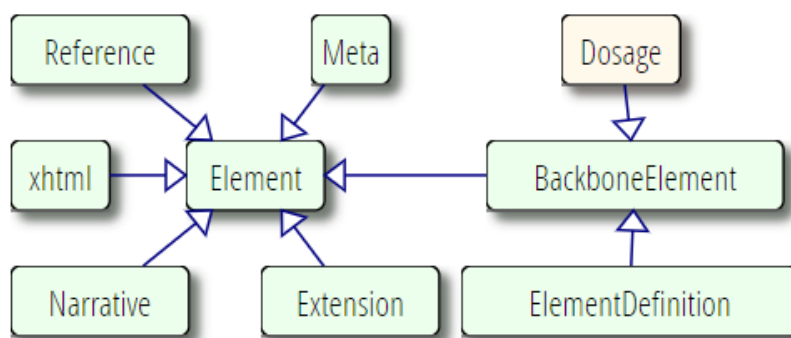 Reference
Meta
Dosage
xhtml
Element
BackboneElement
Narrative
Extension
ElementDefinition